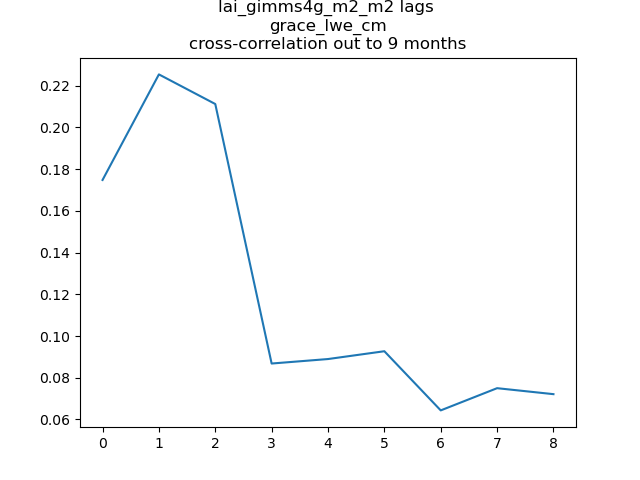 lai_gimms4g_m2_m2 lags
grace_lwe_cm
cross-correlation out to 9 months
0.22
0.20
0.18
0.16
0.14
0.12
0.10
0.08
0.06
0 1 2 3 4 5 6 7 8